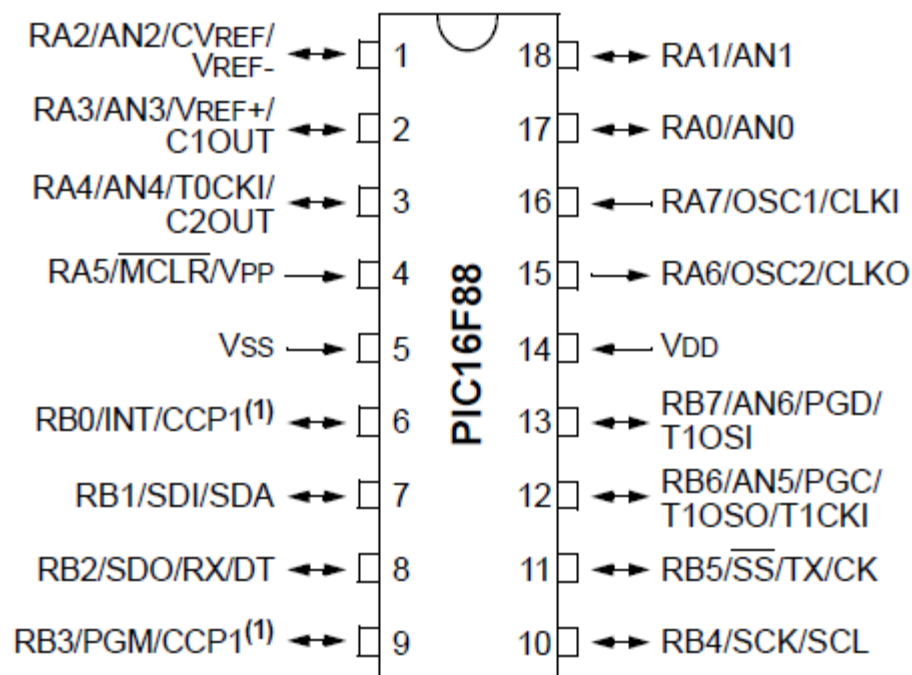 RA2/AN2/CVREF/
VREF-
1
18
RA1/AN1
RA3/AN3/VREF+/
C1OUT
2
17
RA0/AN0
RA4/AN4/T0CKI/
C2OUT
3
16
RA7/OSC1/CLKI
RA5/MCLR/VPP
4
15
RA6/OSC2/CLKO
VSS
5
14
VDD
RB0/INT/CCP1(1)
6
13
RB7/AN6/PGD/
T1OSI
RB1/SDI/SDA
7
12
RB6/AN5/PGC/
T1OSO/T1CKI
RB2/SDO/RX/DT
8
11
RB5/SS/TX/CK
RB3/PGM/CCP1(1)
9
10
RB4/SCK/SCL
PIC16F88